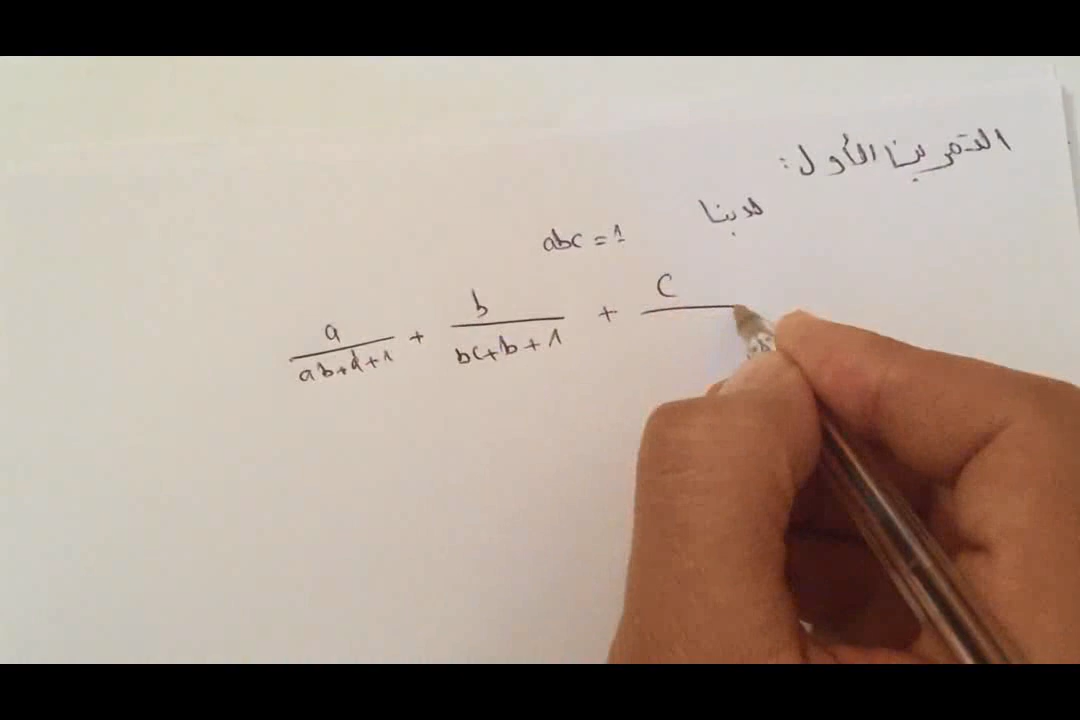 التمرين الأول:
لدينا abc = 1
a/(ab+a+1) + b/(bc+b+1) + c/